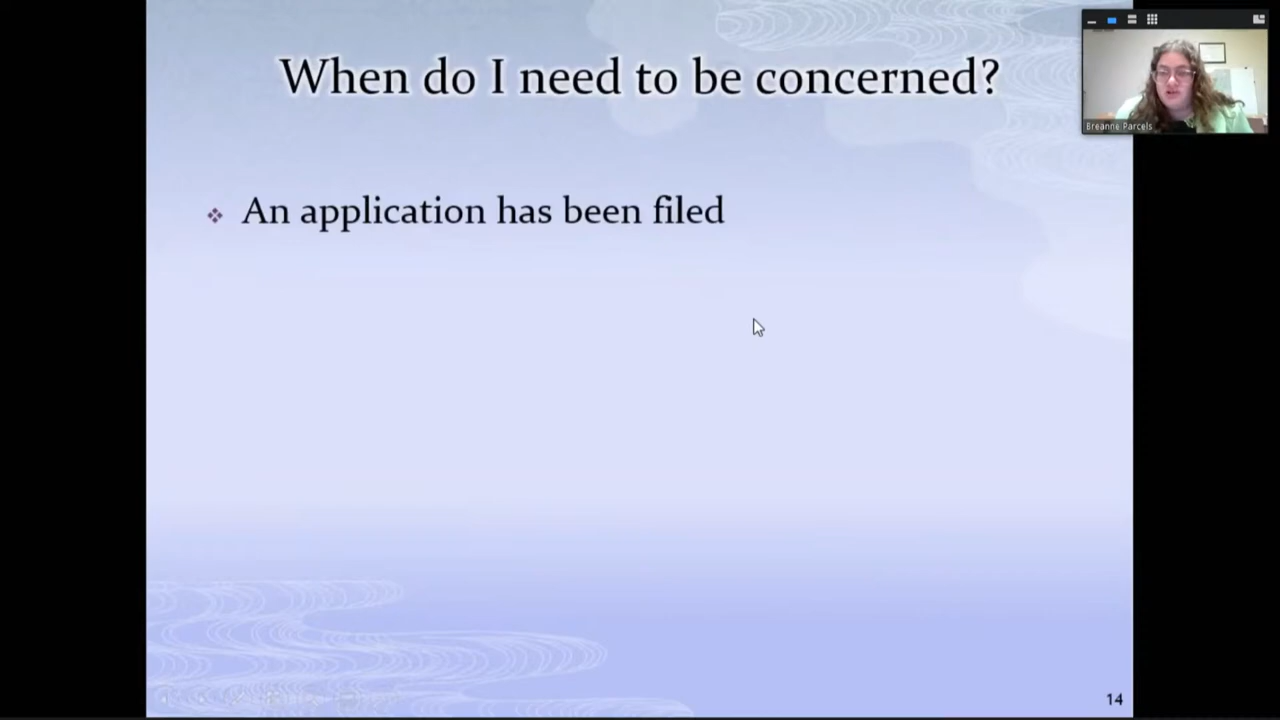 When do I need to be concerned?
Breanne Parcels
❖ An application has been filed
14